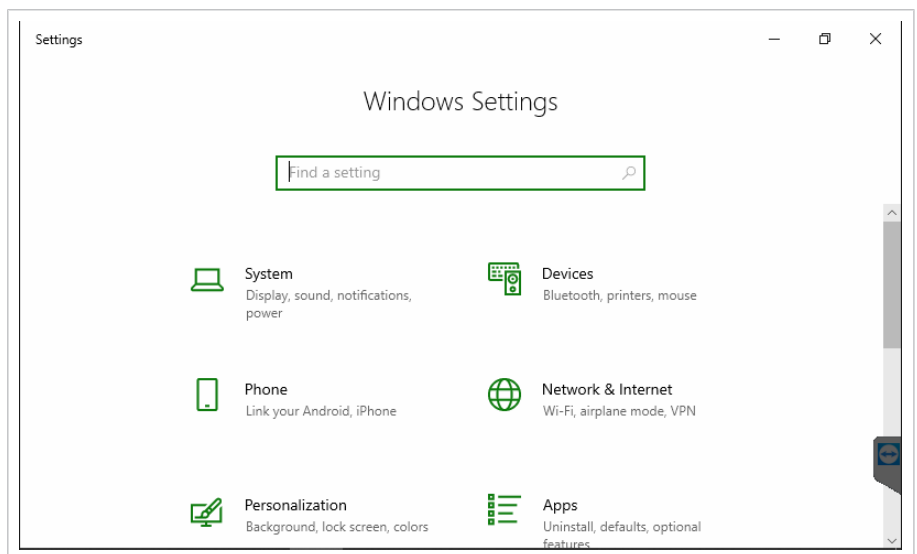 Settings
Windows Settings
Find a setting
System
Display, sound, notifications,
power
Devices
Bluetooth, printers, mouse
Phone
Link your Android, iPhone
Network & Internet
Wi-Fi, airplane mode, VPN
Personalization
Background, lock screen, colors
Apps
Uninstall, defaults, optional
features